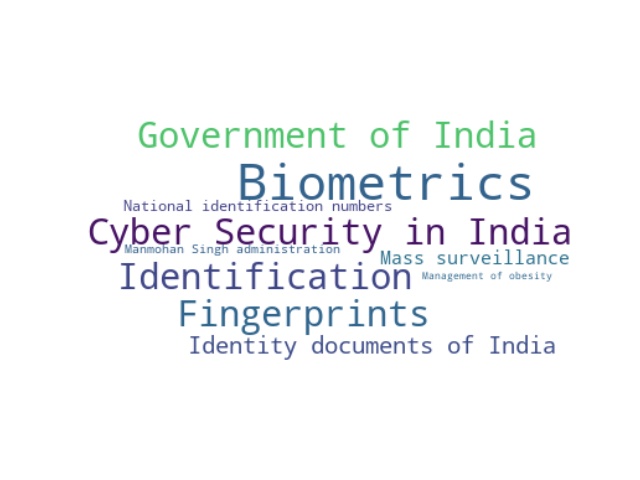 Government of India
Biometrics
National identification numbers
Cyber Security in India
Manmohan Singh administration
Mass surveillance
Identification
Management of obesity
Fingerprints
Identity documents of India